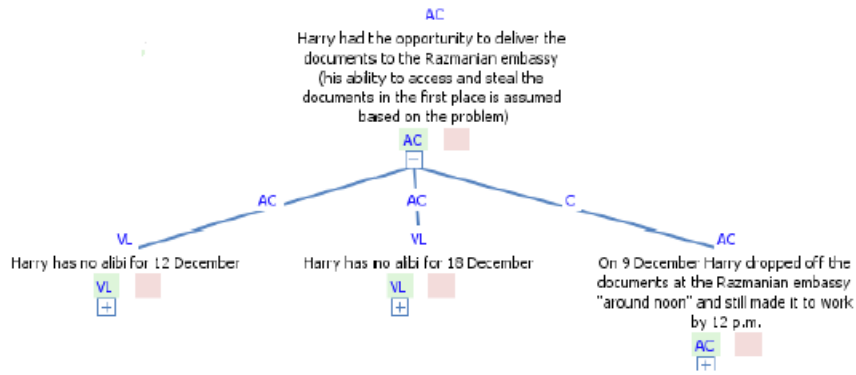 AC
Harry had the opportunity to deliver the
documents to the Razmanian embassy
(his ability to access and steal the
documents in the first place is assumed
based on the problem)
AC
AC
AC
C
VL
VL
AC
Harry has no alibi for 12 December
Harry has no alibi for 18 December
On 9 December Harry dropped off the
documents at the Razmanian embassy
"around noon" and still made it to work
by 12 p.m.
VL
VL
AC